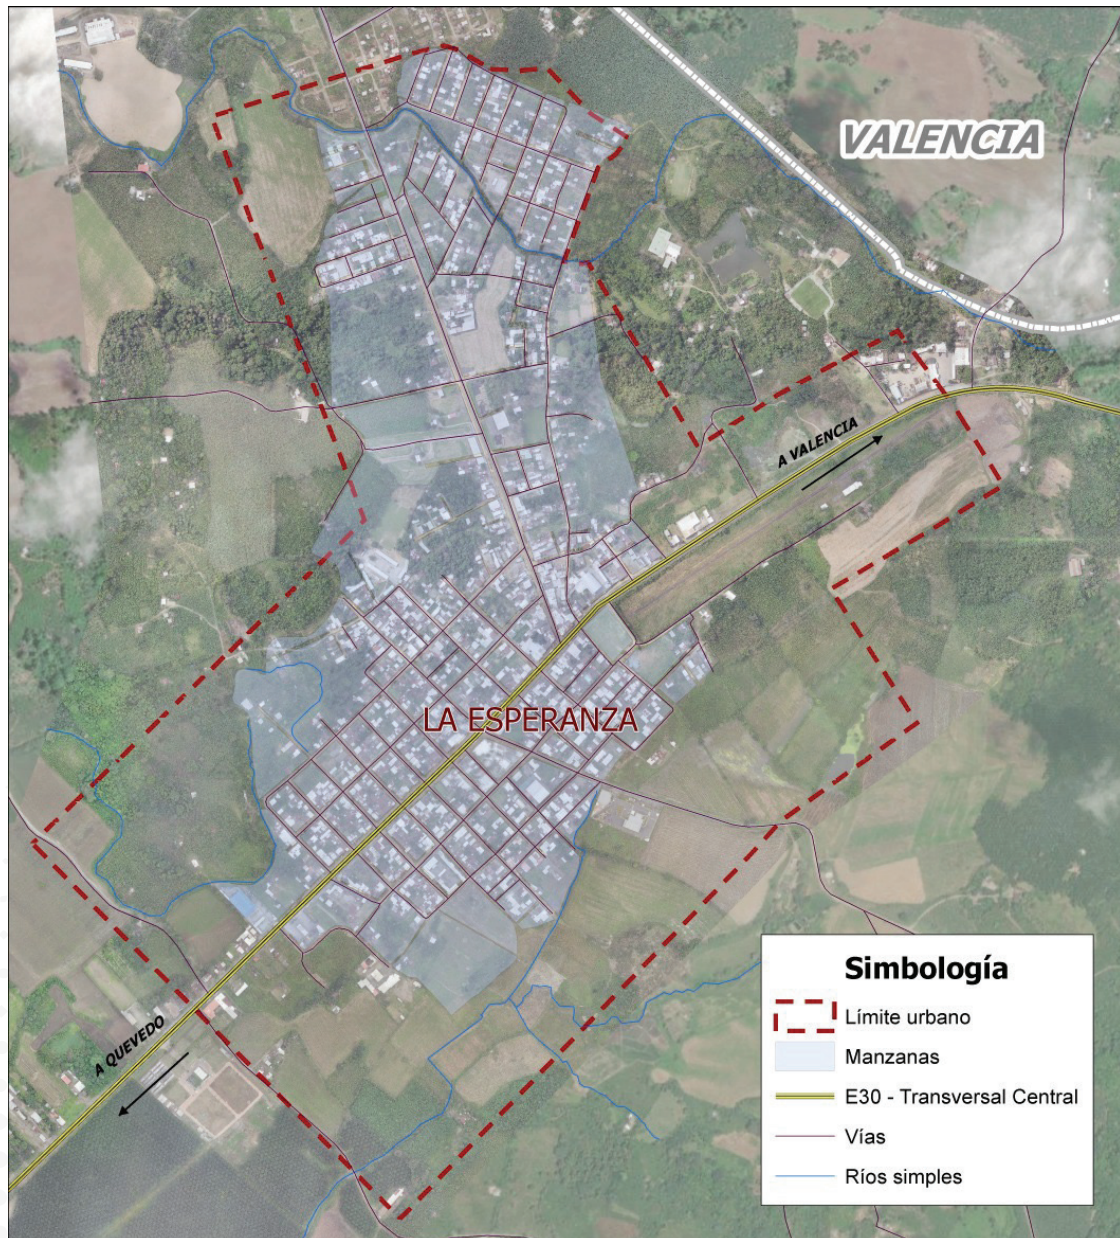 VALENCIA
A VALENCIA
LA ESPERANZA
A QUEVEDO
Simbología
Límite urbano
Manzanas
E30 - Transversal Central
Vías
Ríos simples